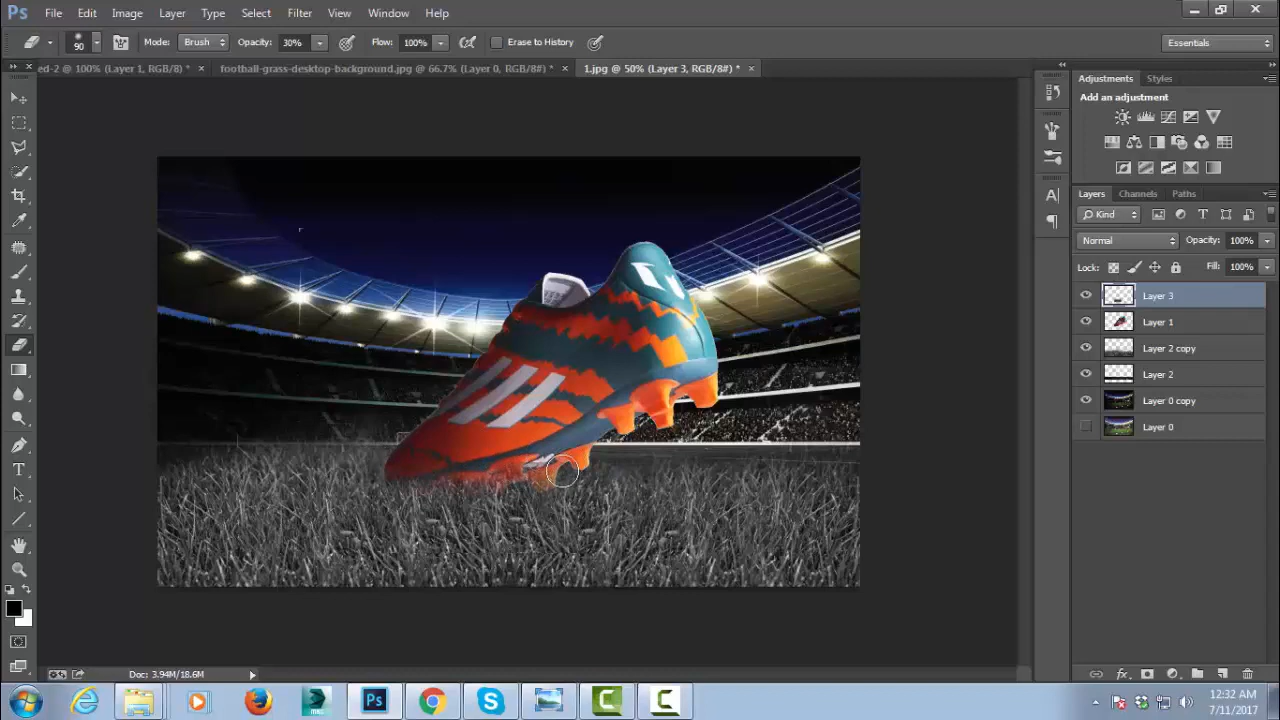 Ps File Edit Image Layer Type Select Filter View Window Help
90 Mode: Brush Opacity: 30% Flow: 100% Erase to History Essentials
ed-2 @ 100% (Layer 1, RGB/8) * × football-grass-desktop-background.jpg @ 66.7% (Layer 0, RGB/8#) * × 1.jpg @ 50% (Layer 3, RGB/8#) * ×
Adjustments Styles
Add an adjustment
Layers Channels Paths
Kind
Normal Opacity: 100%
Lock: Fill: 100%
Layer 3
Layer 1
Layer 2 copy
Layer 2
Layer 0 copy
Layer 0
Doc: 3.94M/18.6M
12:32 AM
7/11/2017